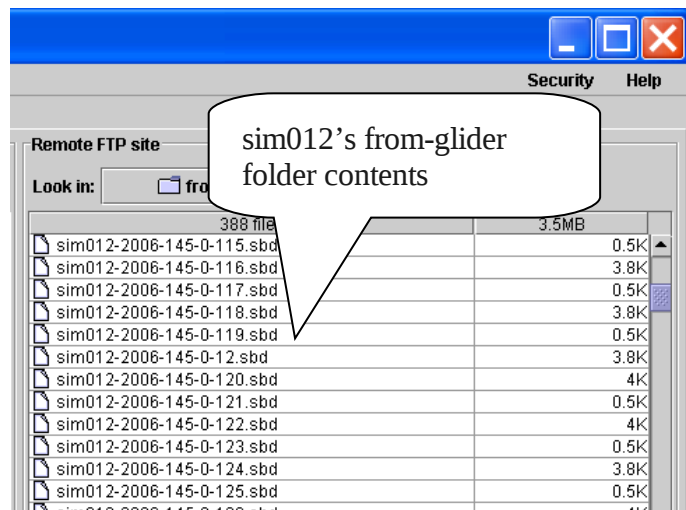 Security Help
sim012’s from-glider
folder contents
Remote FTP site
Look in: fro
388 file 3.5MB
sim012-2006-145-0-115.sbd 0.5K
sim012-2006-145-0-116.sbd 3.8K
sim012-2006-145-0-117.sbd 0.5K
sim012-2006-145-0-118.sbd 3.8K
sim012-2006-145-0-119.sbd 0.5K
sim012-2006-145-0-12.sbd 3.8K
sim012-2006-145-0-120.sbd 4K
sim012-2006-145-0-121.sbd 0.5K
sim012-2006-145-0-122.sbd 4K
sim012-2006-145-0-123.sbd 0.5K
sim012-2006-145-0-124.sbd 3.8K
sim012-2006-145-0-125.sbd 0.5K